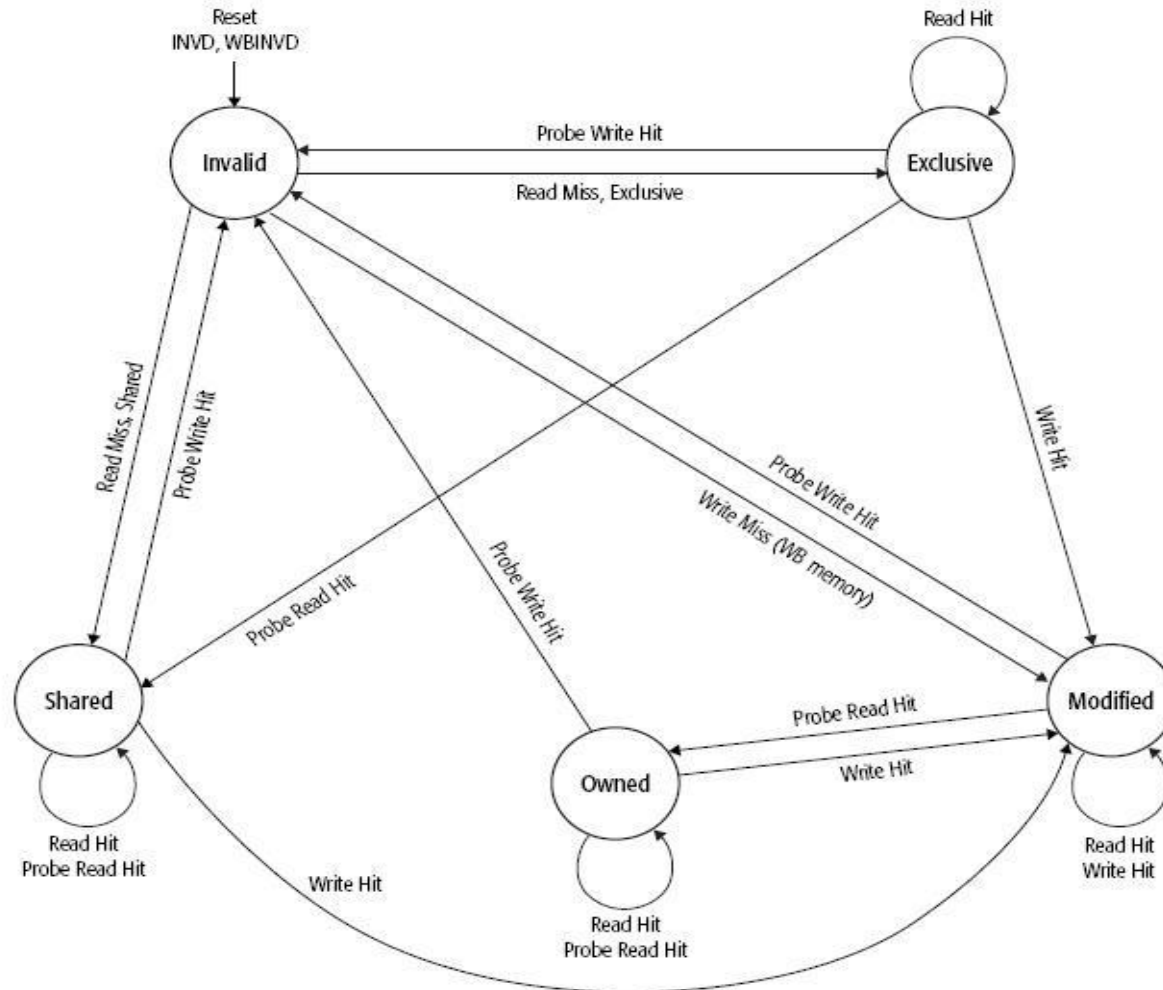 Reset
INVD, WBINVD
Read Hit
Invalid
Probe Write Hit
Exclusive
Read Miss, Exclusive
Read Miss, Shared
Probe Write Hit
Probe Read Hit
Probe Write Hit
Write Miss (WB memory)
Probe Write Hit
Write Hit
Shared
Probe Read Hit
Modified
Owned
Write Hit
Read Hit
Probe Read Hit
Write Hit
Read Hit
Probe Read Hit
Read Hit
Write Hit